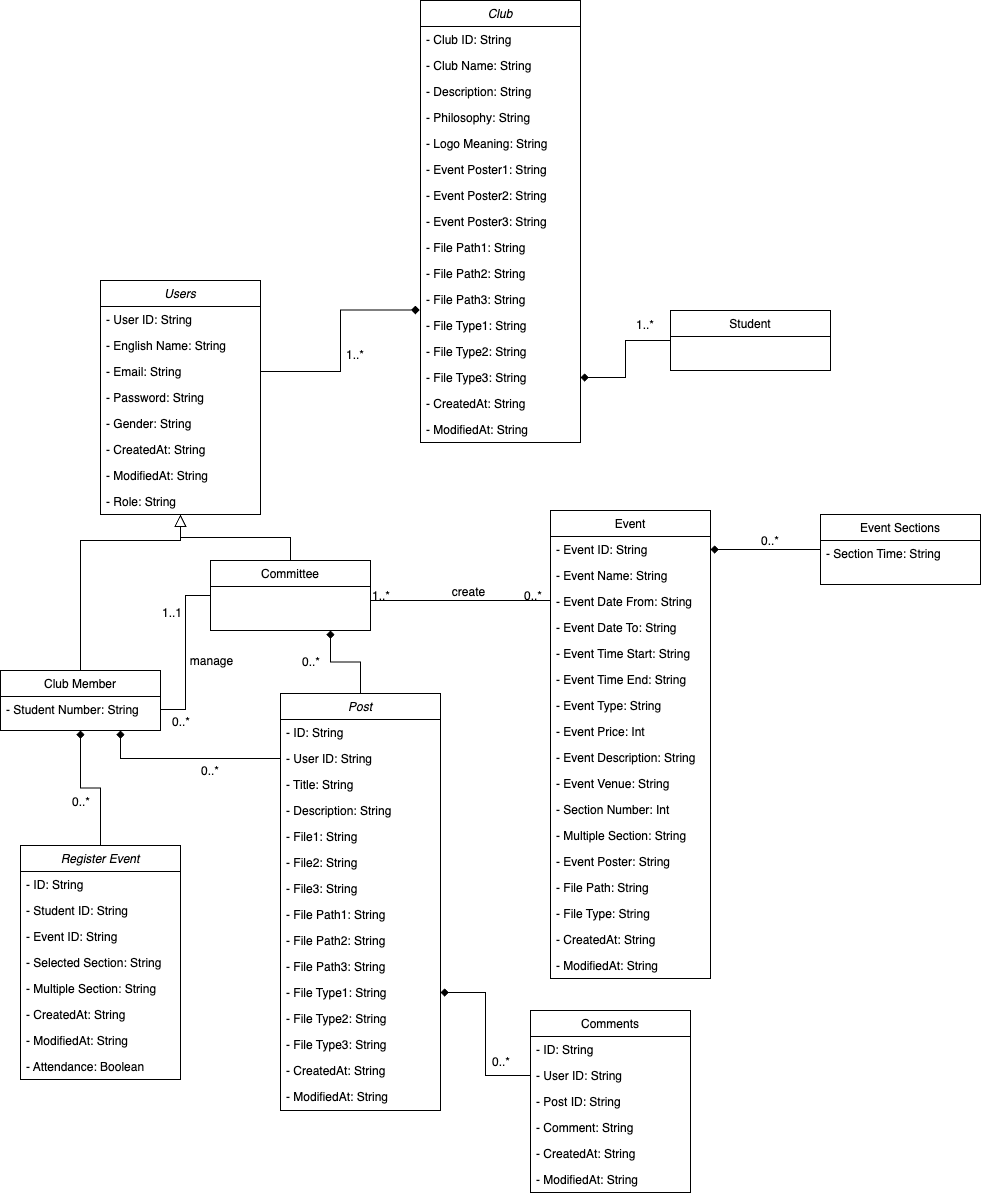 Club
- Club ID: String
- Club Name: String
- Description: String
- Philosophy: String
- Logo Meaning: String
- Event Poster1: String
- Event Poster2: String
- Event Poster3: String
- File Path1: String
- File Path2: String
- File Path3: String
- File Type1: String
- File Type2: String
- File Type3: String
- CreatedAt: String
- ModifiedAt: String
Users
- User ID: String
- English Name: String
- Email: String
- Password: String
- Gender: String
- CreatedAt: String
- ModifiedAt: String
- Role: String
1..*
1..*
Student
Committee
1..1
manage
0..*
1..*
create
0..*
Event
- Event ID: String
- Event Name: String
- Event Date From: String
- Event Date To: String
- Event Time Start: String
- Event Time End: String
- Event Type: String
- Event Price: Int
- Event Description: String
- Event Venue: String
- Section Number: Int
- Multiple Section: String
- Event Poster: String
- File Path: String
- File Type: String
- CreatedAt: String
- ModifiedAt: String
0..*
Event Sections
- Section Time: String
Club Member
- Student Number: String
0..*
0..*
0..*
Post
- ID: String
- User ID: String
- Title: String
- Description: String
- File1: String
- File2: String
- File3: String
- File Path1: String
- File Path2: String
- File Path3: String
- File Type1: String
- File Type2: String
- File Type3: String
- CreatedAt: String
- ModifiedAt: String
Register Event
- ID: String
- Student ID: String
- Event ID: String
- Selected Section: String
- Multiple Section: String
- CreatedAt: String
- ModifiedAt: String
- Attendance: Boolean
0..*
Comments
- ID: String
- User ID: String
- Post ID: String
- Comment: String
- CreatedAt: String
- ModifiedAt: String